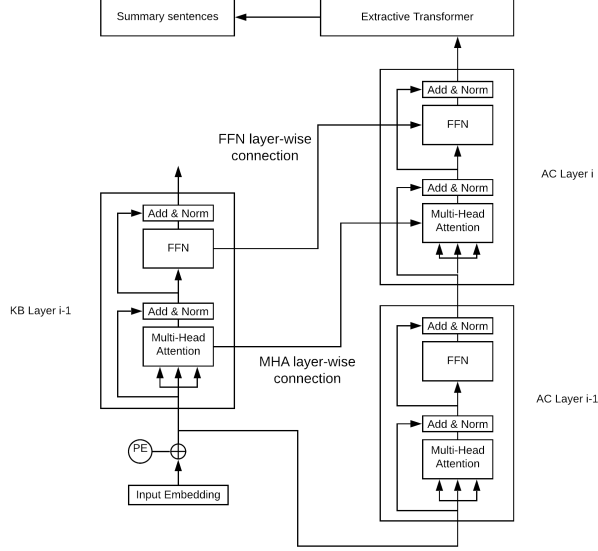 Summary sentences
Extractive Transformer
Add & Norm
FFN
FFN layer-wise
connection
AC Layer i
Add & Norm
Multi-Head
Attention
Add & Norm
FFN
KB Layer i-1
Add & Norm
Multi-Head
Attention
MHA layer-wise
connection
Add & Norm
FFN
AC Layer i-1
Add & Norm
Multi-Head
Attention
PE
Input Embedding